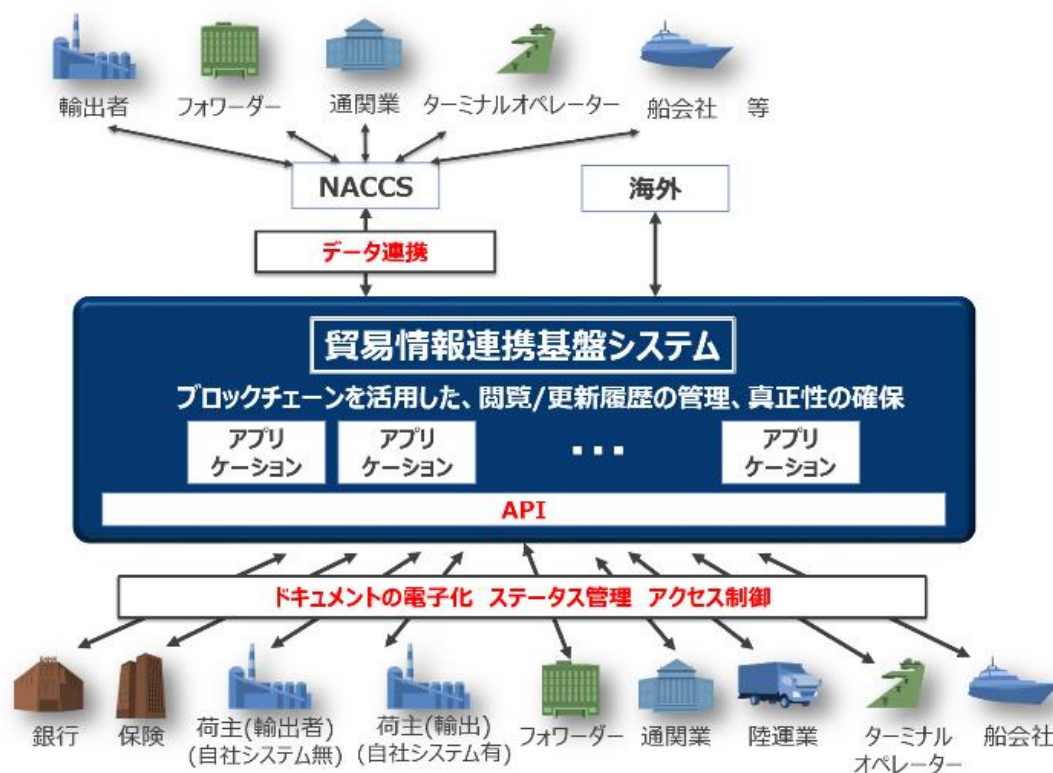 輸出者
フォワーダー
通関業
ターミナルオペレーター
船会社 等
NACCS
海外
データ連携
貿易情報連携基盤システム
ブロックチェーンを活用した、閲覧/更新履歴の管理、真正性の確保
アプリ
ケーション
アプリ
ケーション
・・・
アプリ
ケーション
API
ドキュメントの電子化 ステータス管理 アクセス制御
銀行
保険
荷主(輸出者)
(自社システム無)
荷主(輸出)
(自社システム有)
フォワーダー
通関業
陸運業
ターミナル
オペレーター
船会社